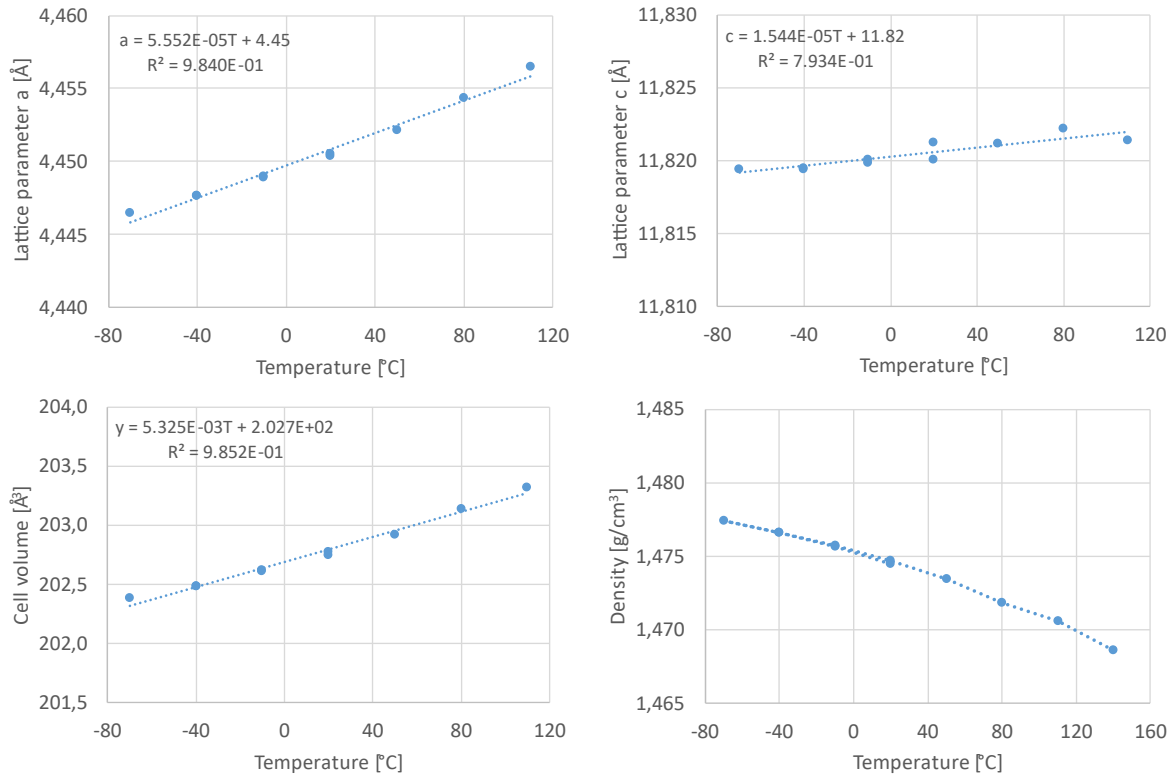 4,460
4,455
4,450
4,445
4,440
Lattice parameter a [Å]
a = 5.552E-05T + 4.45
R² = 9.840E-01
-80 -40 0 40 80 120
Temperature [°C]
11,830
11,825
11,820
11,815
11,810
Lattice parameter c [Å]
c = 1.544E-05T + 11.82
R² = 7.934E-01
-80 -40 0 40 80 120
Temperature [°C]
204,0
203,5
203,0
202,5
202,0
201,5
Cell volume [Å³]
y = 5.325E-03T + 2.027E+02
R² = 9.852E-01
-80 -40 0 40 80 120
Temperature [°C]
1,485
1,480
1,475
1,470
1,465
Density [g/cm³]
-80 -40 0 40 80 120 160
Temperature [°C]